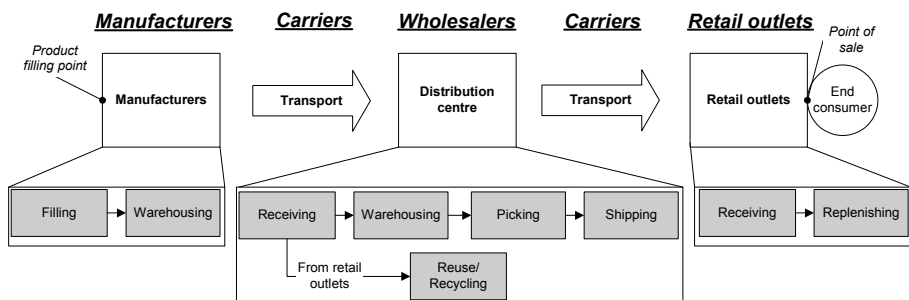 Manufacturers
Carriers
Wholesalers
Carriers
Retail outlets
Product
filling point
Point of
sale
Manufacturers
Transport
Distribution
centre
Transport
Retail outlets
End
consumer
Filling
Warehousing
Receiving
Warehousing
Picking
Shipping
From retail
outlets
Reuse/
Recycling
Receiving
Replenishing